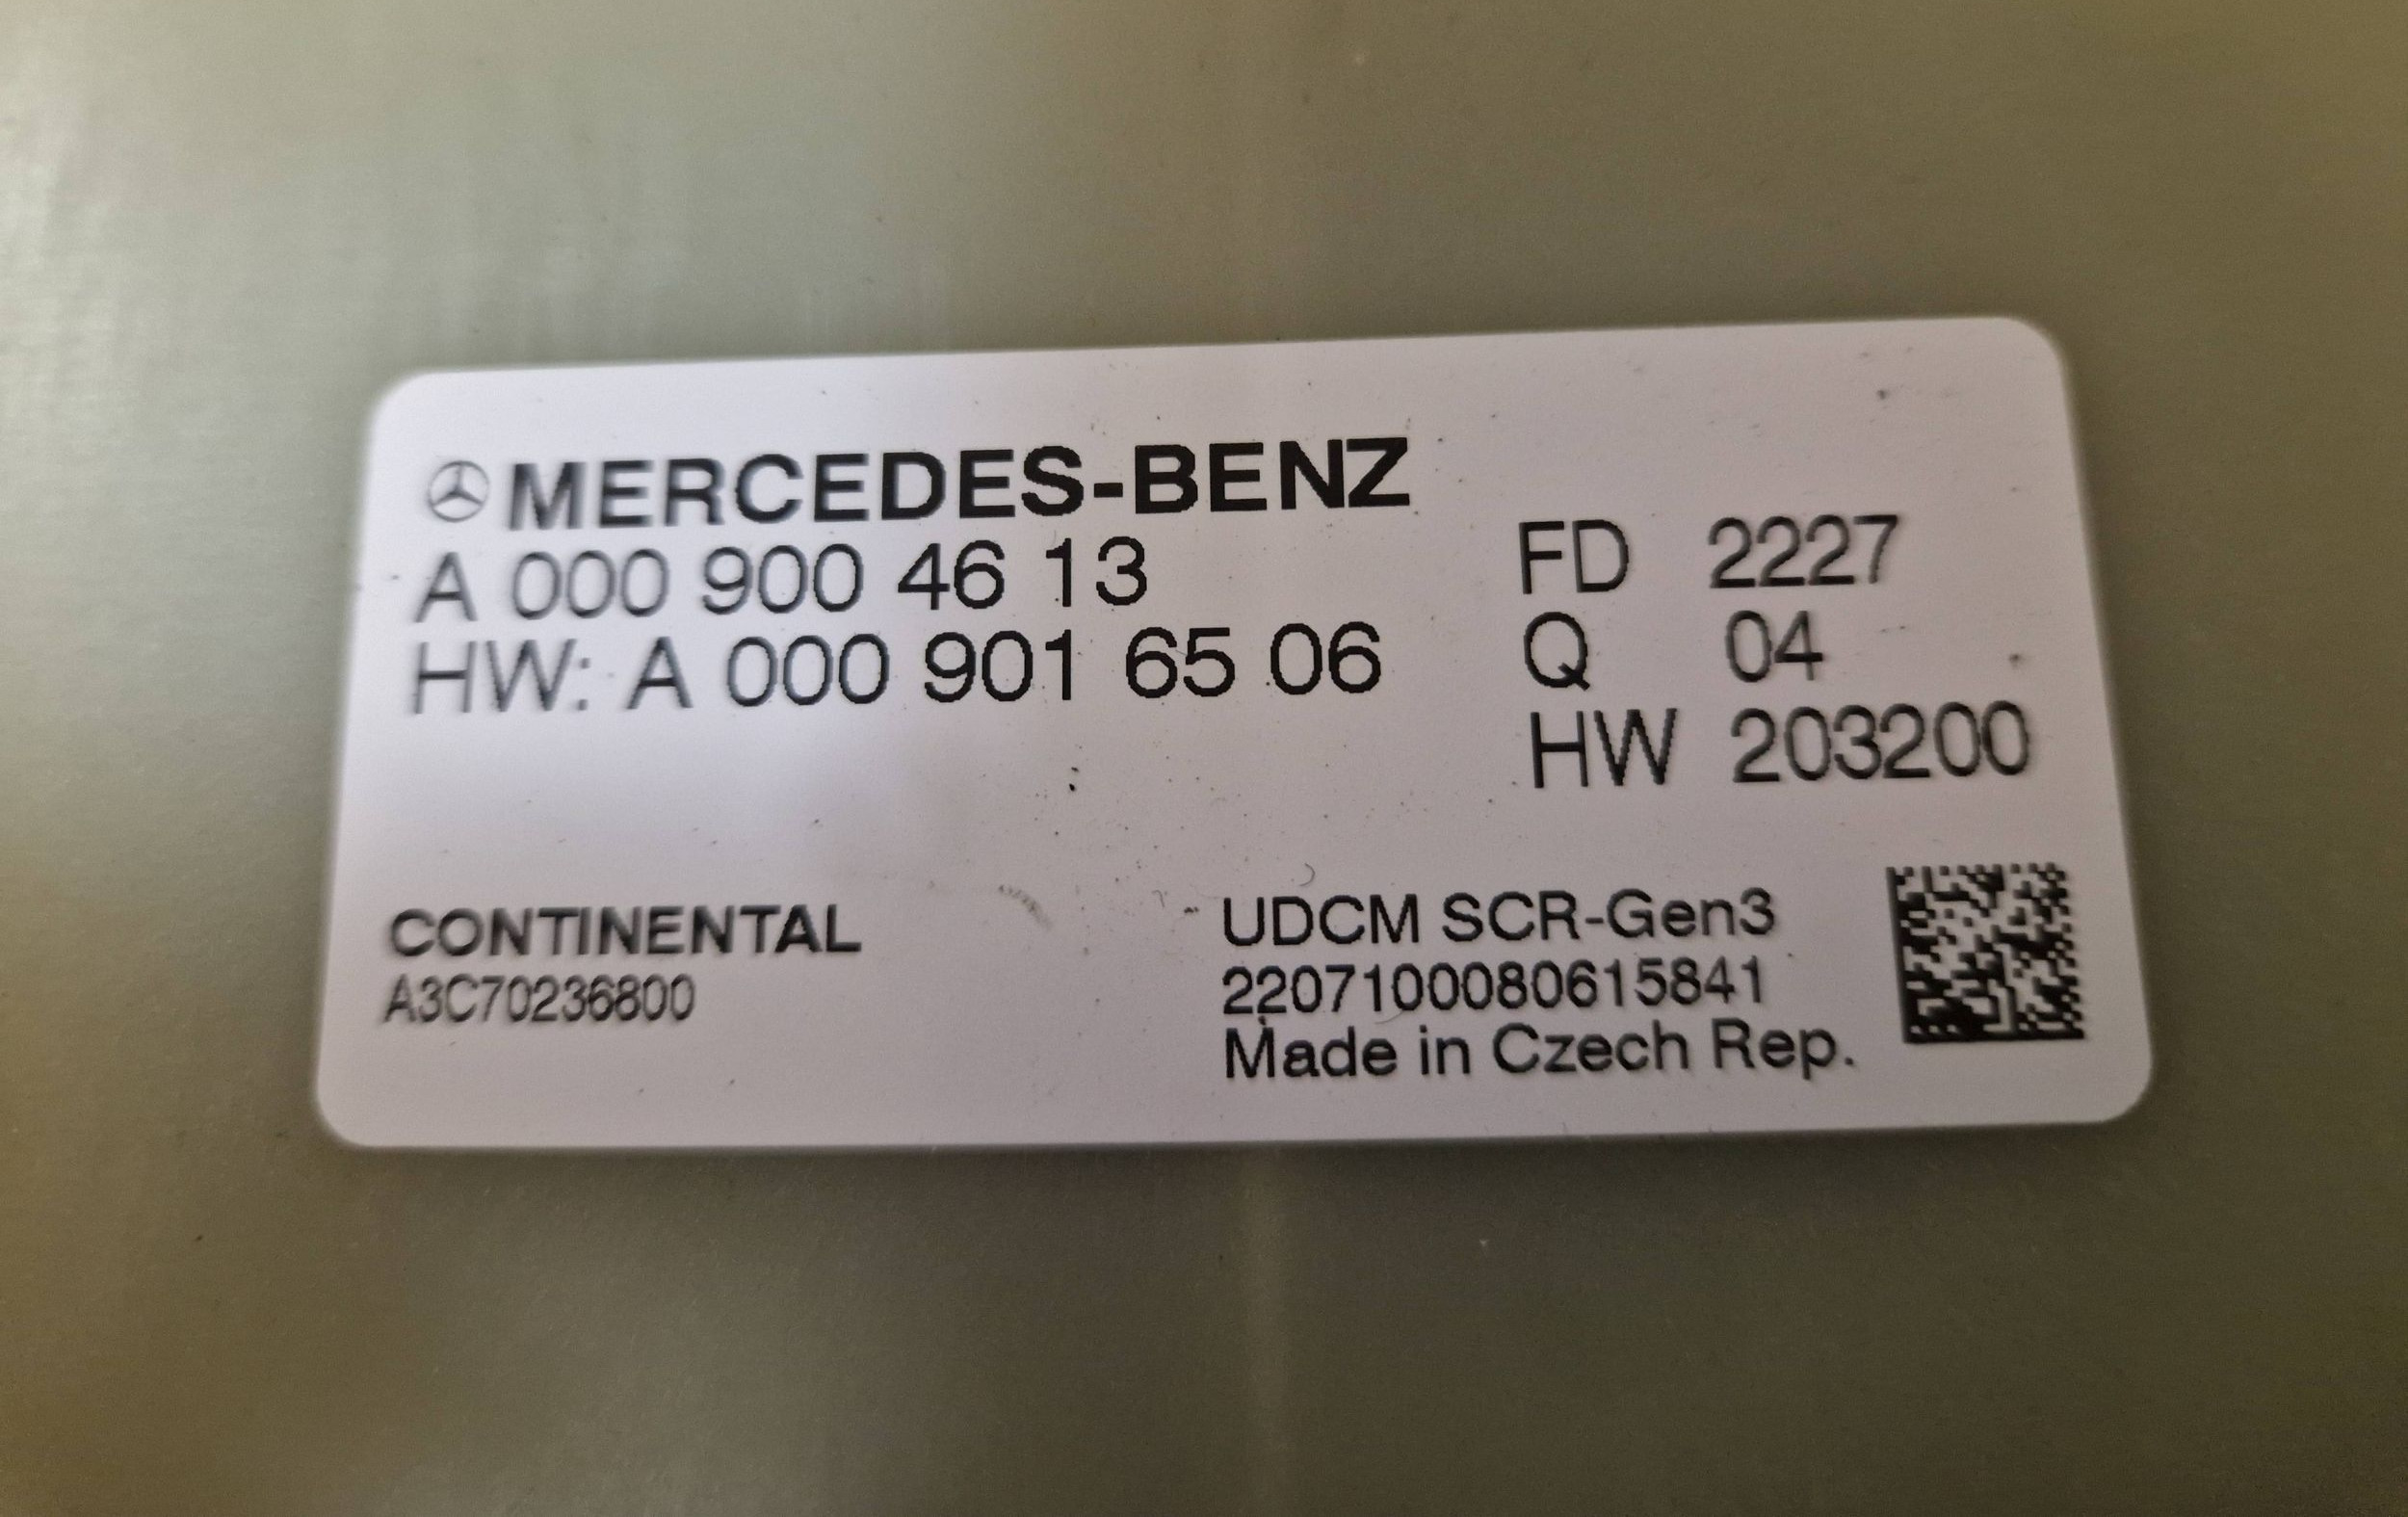 MERCEDES-BENZ
A 000 900 46 13
HW: A 000 901 65 06
FD 2227
Q 04
HW 203200
CONTINENTAL
A3C70236800
UDCM SCR-Gen3
2207100080615841
Made in Czech Rep.